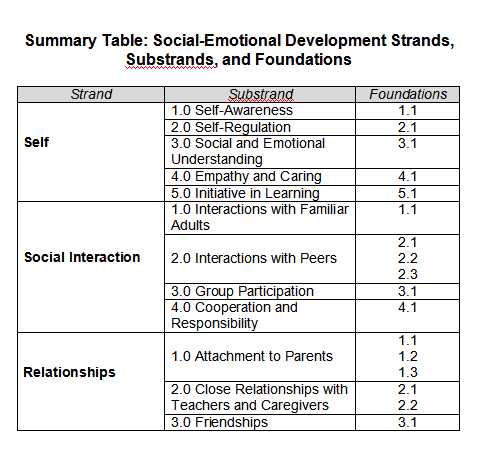 Summary Table: Social-Emotional Development Strands,
Substrands, and Foundations
Strand Substrand Foundations
Self
1.0 Self-Awareness 1.1
2.0 Self-Regulation 2.1
3.0 Social and Emotional 3.1
Understanding
4.0 Empathy and Caring 4.1
5.0 Initiative in Learning 5.1
Social Interaction
1.0 Interactions with Familiar 1.1
Adults
2.0 Interactions with Peers
2.1
2.2
2.3
3.0 Group Participation 3.1
4.0 Cooperation and 4.1
Responsibility
Relationships
1.0 Attachment to Parents
1.1
1.2
1.3
2.0 Close Relationships with 2.1
Teachers and Caregivers 2.2
3.0 Friendships 3.1